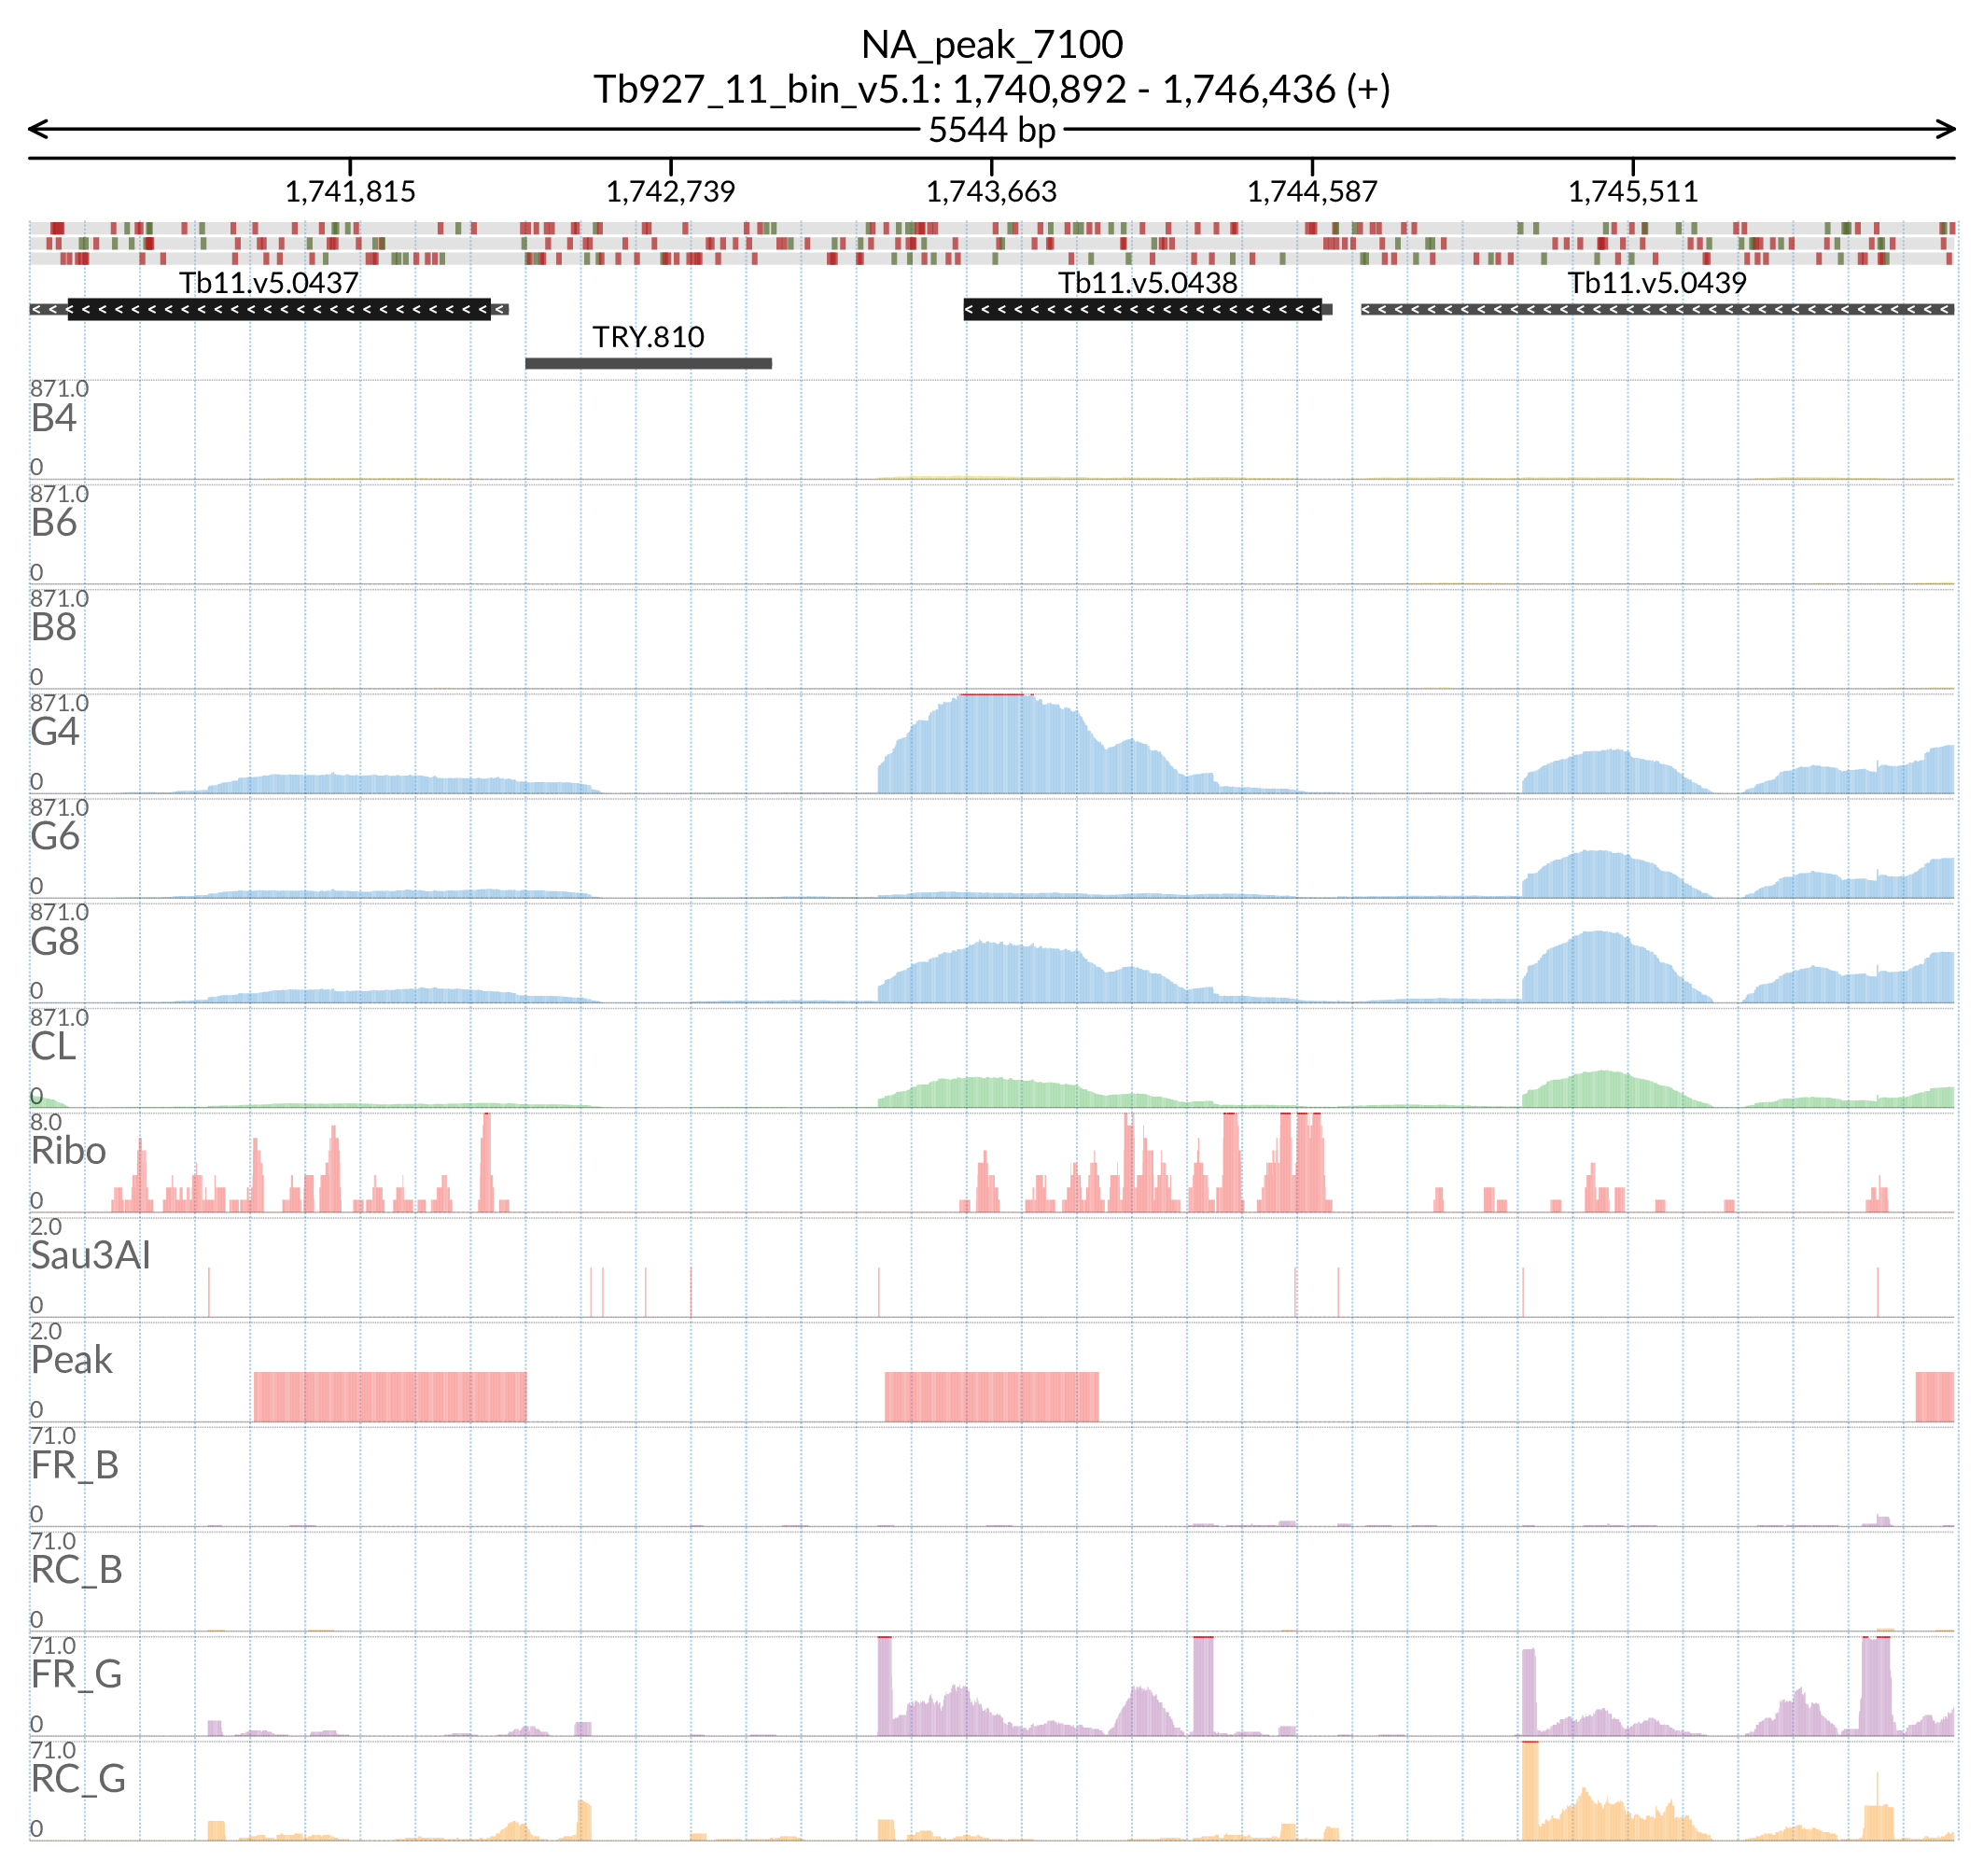 NA_peak_7100
Tb927_11_bin_v5.1: 1,740,892 - 1,746,436 (+)
5544 bp
1,741,815 1,742,739 1,743,663 1,744,587 1,745,511
Tb11.v5.0437 Tb11.v5.0438 Tb11.v5.0439
TRY.810
871.0
B4
0
871.0
B6
0
871.0
B8
0
871.0
G4
0
871.0
G6
0
871.0
G8
0
871.0
CL
0
8.0
Ribo
0
2.0
Sau3AI
0
2.0
Peak
0
71.0
FR_B
0
71.0
RC_B
0
71.0
FR_G
0
71.0
RC_G
0